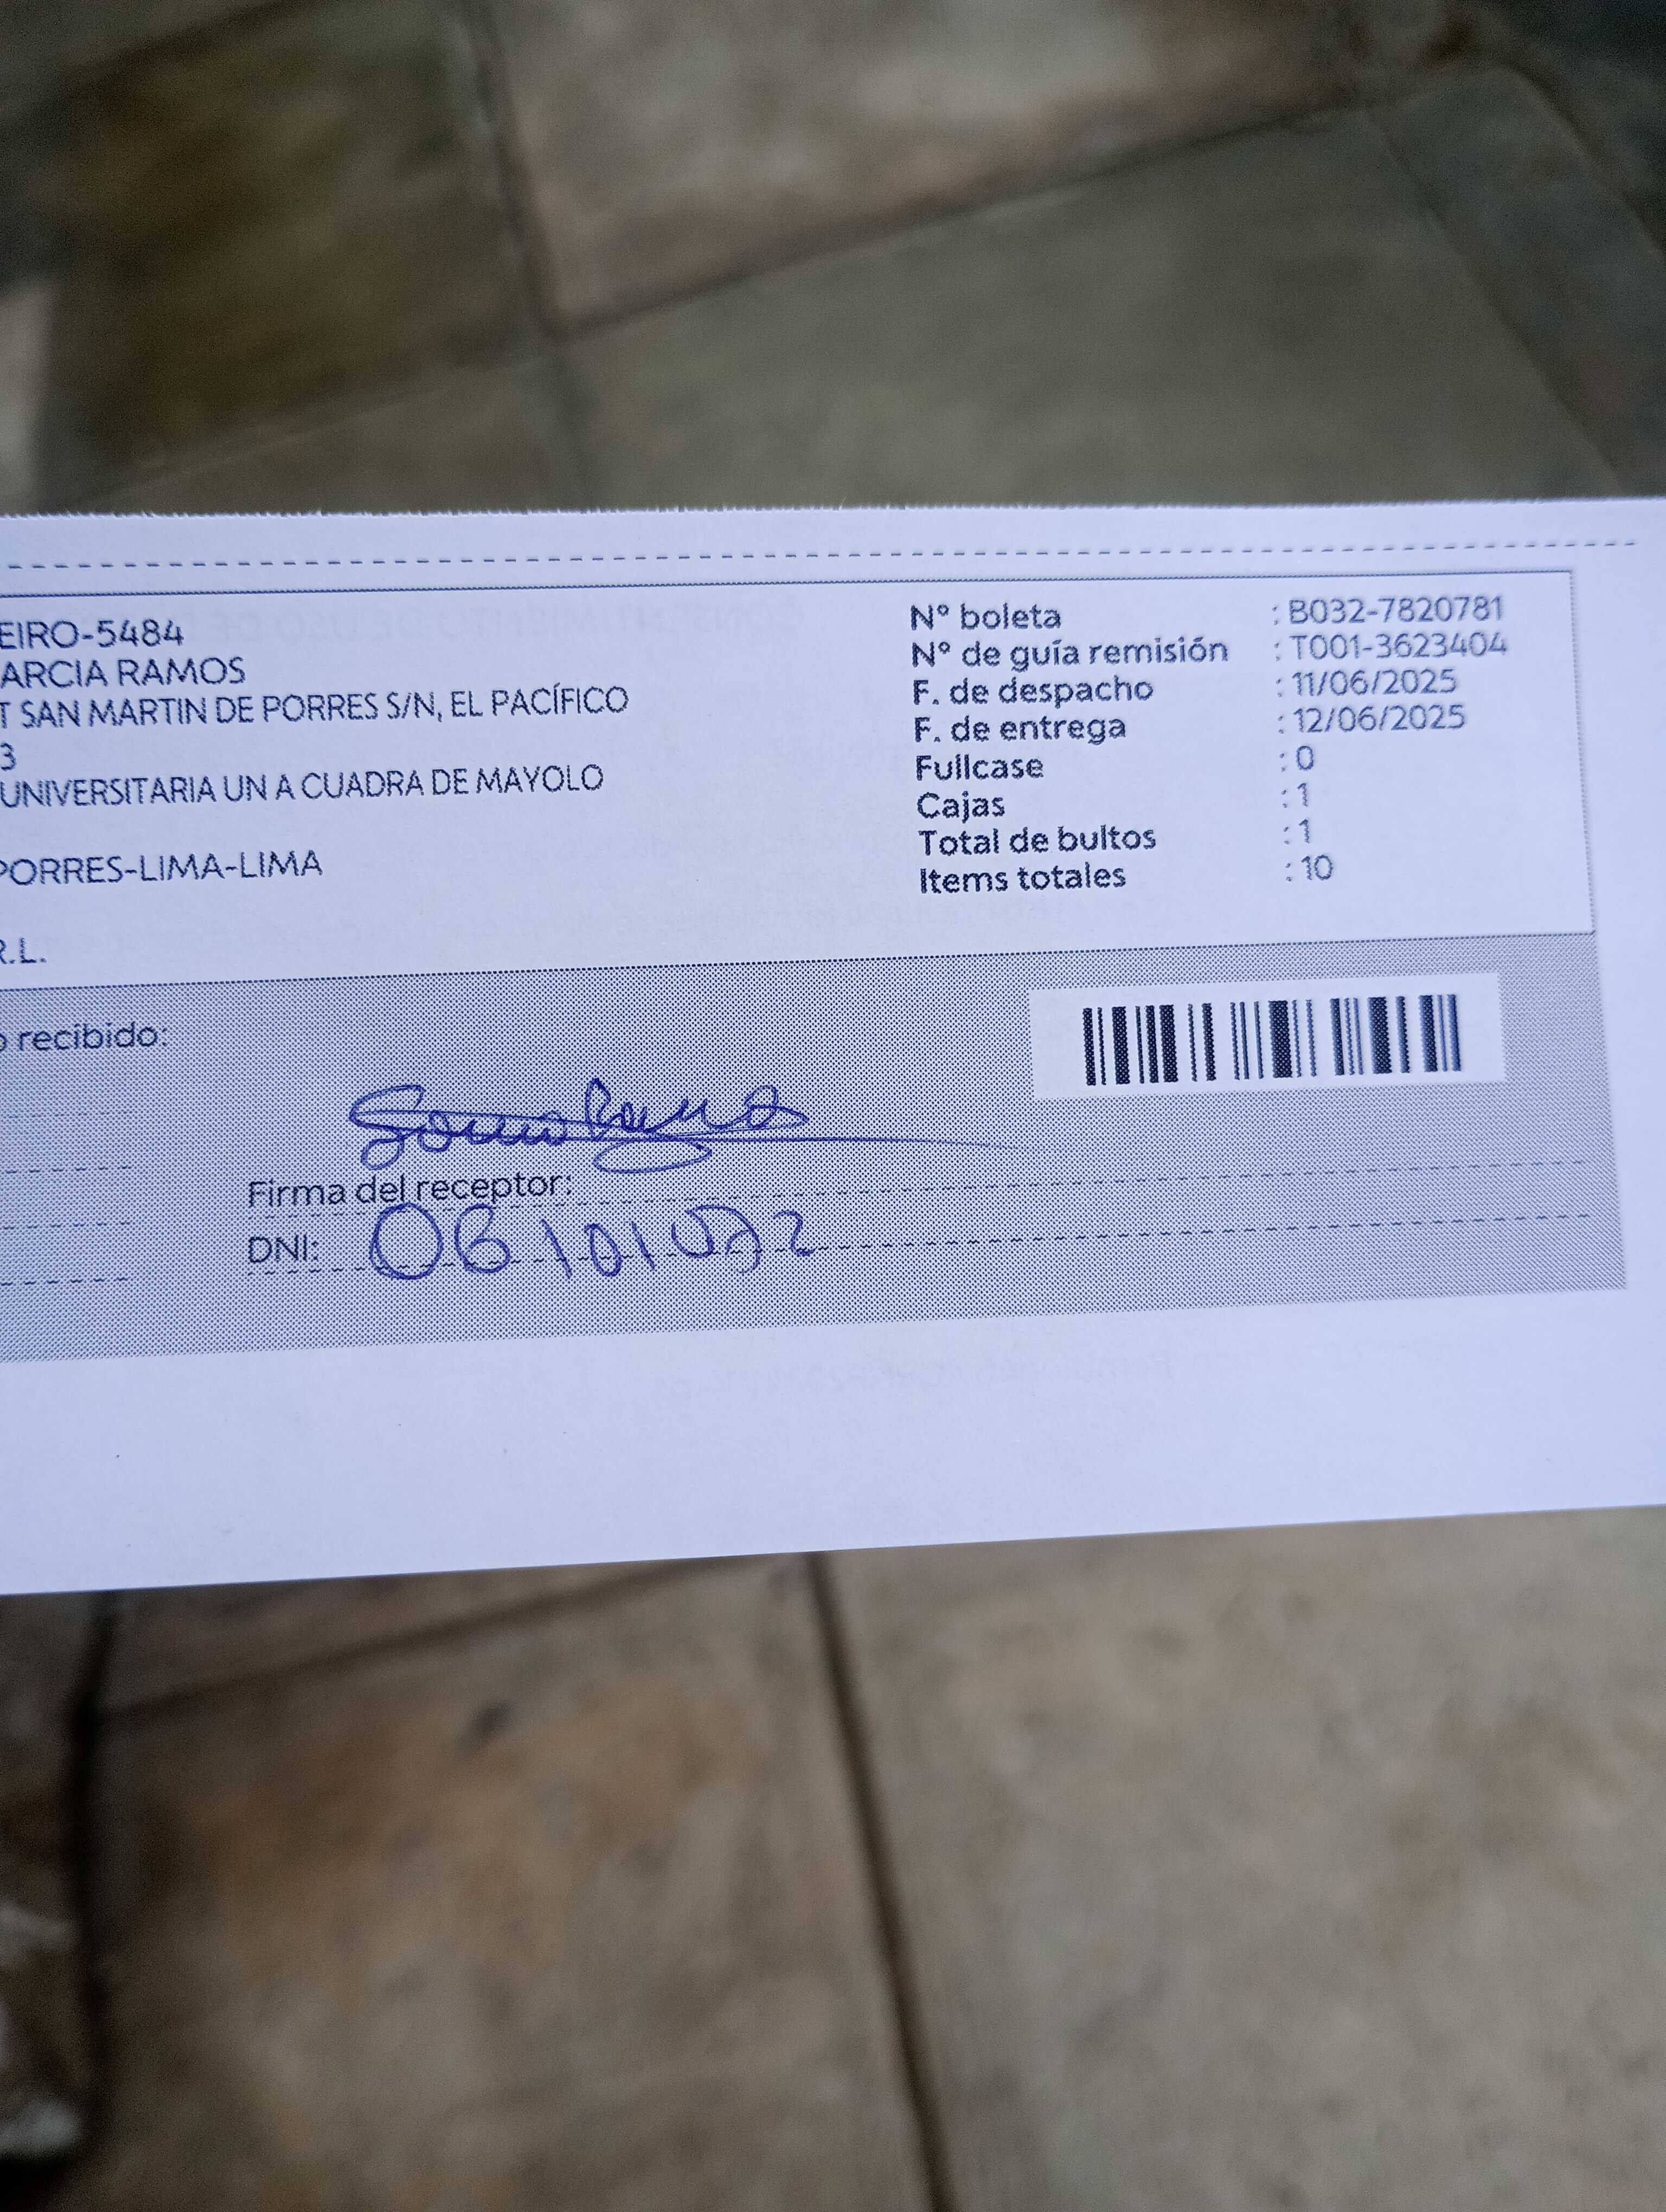 EIRO-5484
ARCIA RAMOS
T SAN MARTIN DE PORRES S/N, EL PACÍFICO
3
UNIVERSITARIA UN A CUADRA DE MAYOLO
PORRES-LIMA-LIMA
R.L.
N° boleta : B032-7820781
N° de guía remisión : T001-3623404
F. de despacho : 11/06/2025
F. de entrega : 12/06/2025
Fullcase : 0
Cajas : 1
Total de bultos : 1
Items totales : 10
o recibido:
Firma del receptor:
DNI: